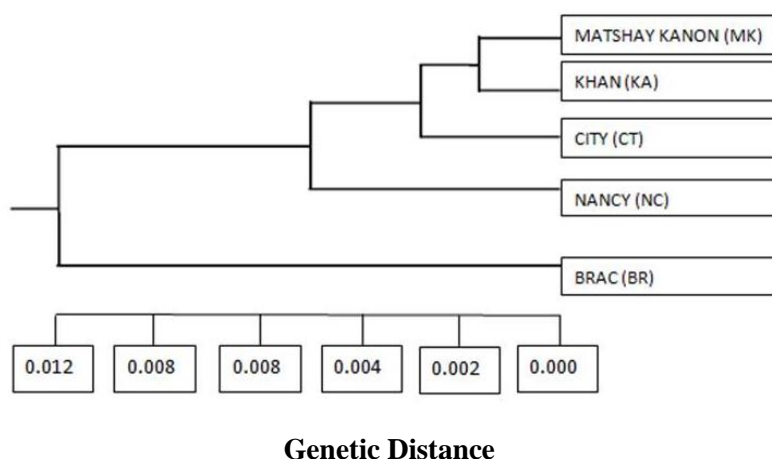 MATSHAY KANON (MK)
KHAN (KA)
CITY (CT)
NANCY (NC)
BRAC (BR)
0.012 0.008 0.008 0.004 0.002 0.000
Genetic Distance